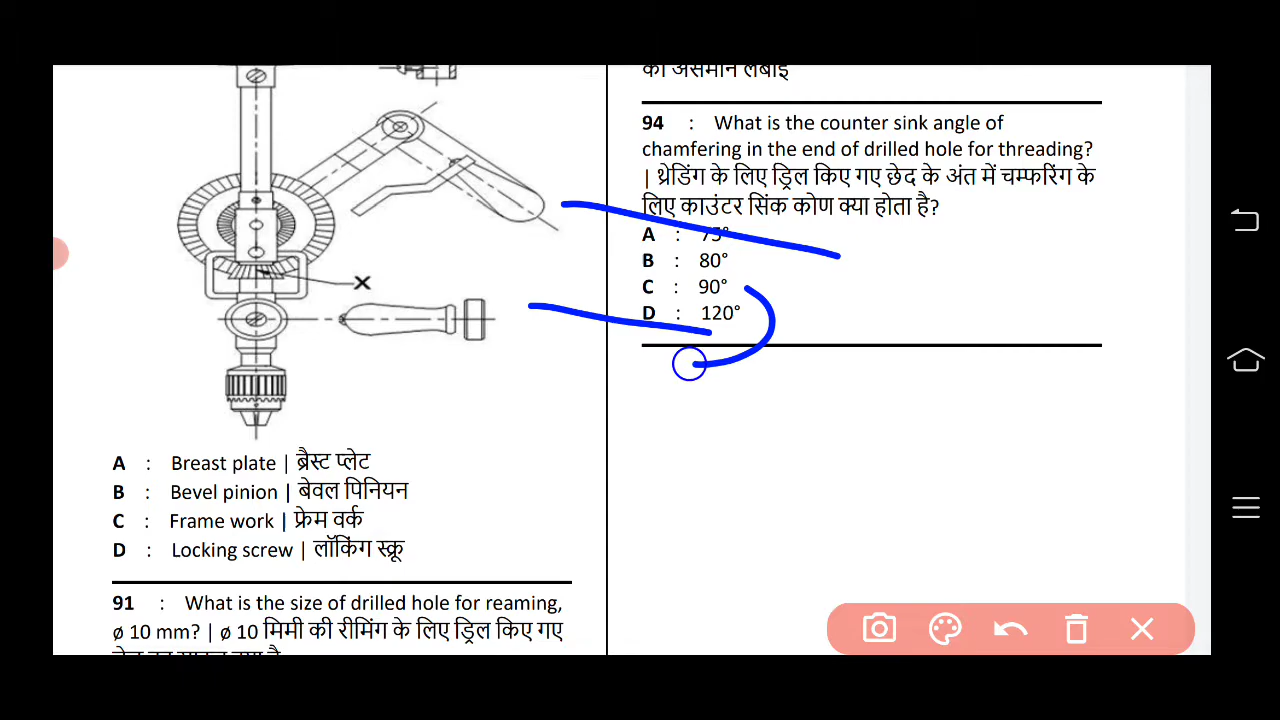 X
A : Breast plate | ब्रैस्ट प्लेट
B : Bevel pinion | बेवल पिनियन
C : Frame work | फ्रेम वर्क
D : Locking screw | लॉकिंग स्क्रू
91 : What is the size of drilled hole for reaming,
ø 10 mm? | ø 10 मिमी की रीमिंग के लिए ड्रिल किए गए
की असमान लंबाई
94 : What is the counter sink angle of
chamfering in the end of drilled hole for threading?
| थ्रेडिंग के लिए ड्रिल किए गए छेद के अंत में चम्फरिंग के
लिए काउंटर सिंक कोण क्या होता है?
A : 75°
B : 80°
C : 90°
D : 120°